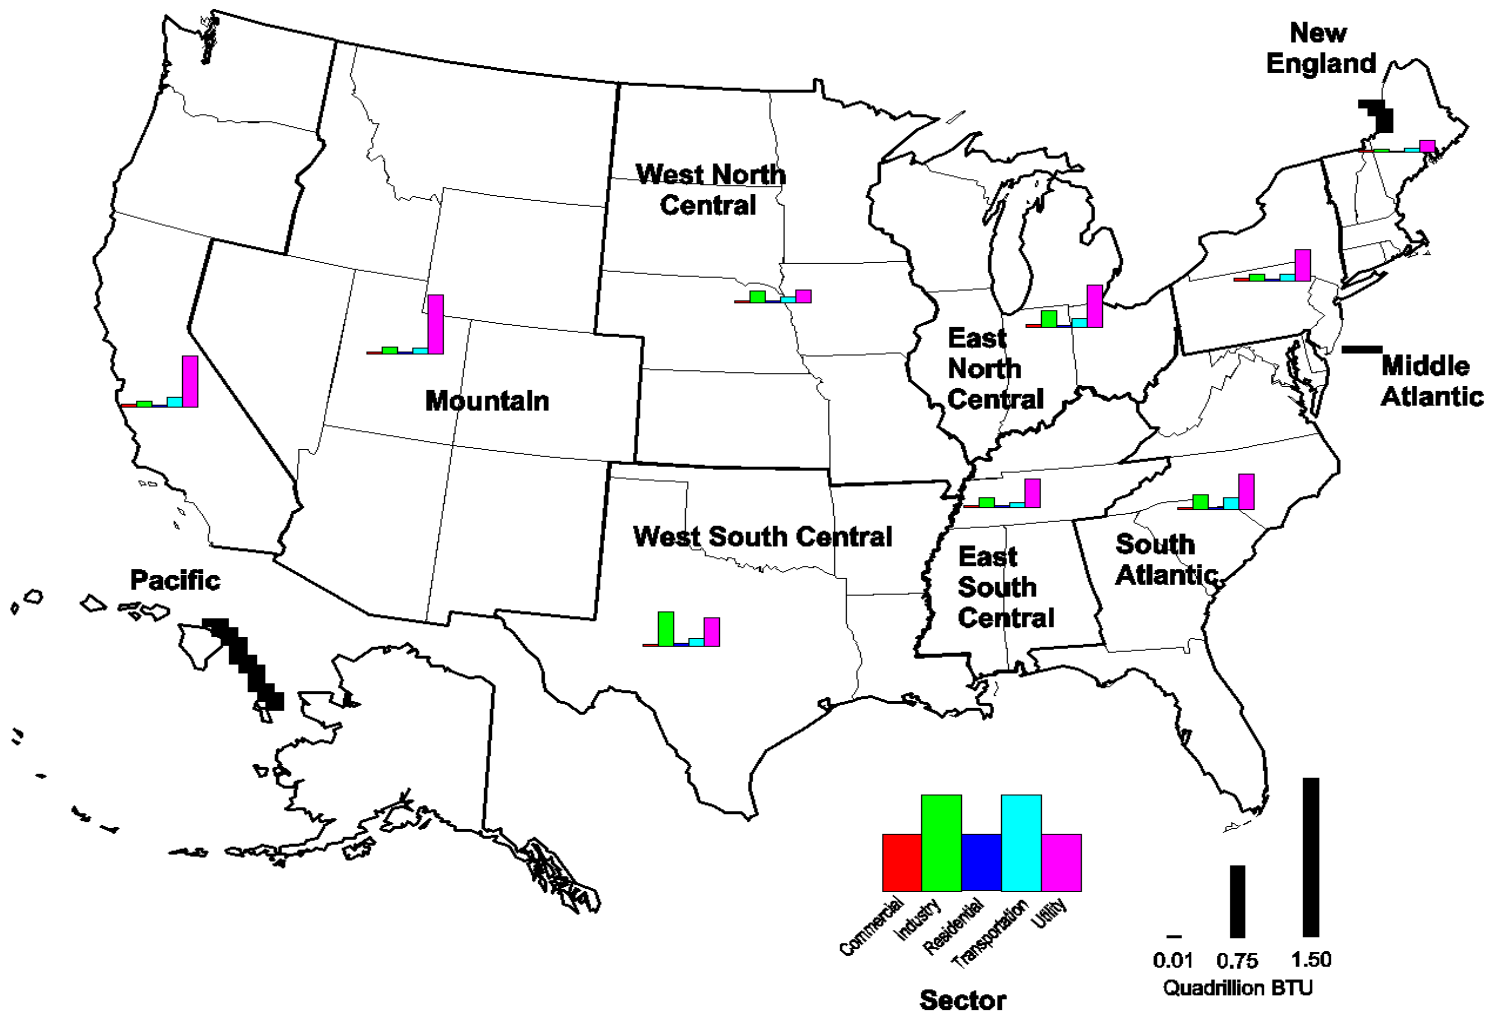 New
England
West North
Central
East
North
Central
Middle
Atlantic
Mountain
West South Central
East
South
Central
South
Atlantic
Pacific
Commercial
Industry
Residential
Transportation
Utility
Sector
0.01 0.75 1.50
Quadrillion BTU